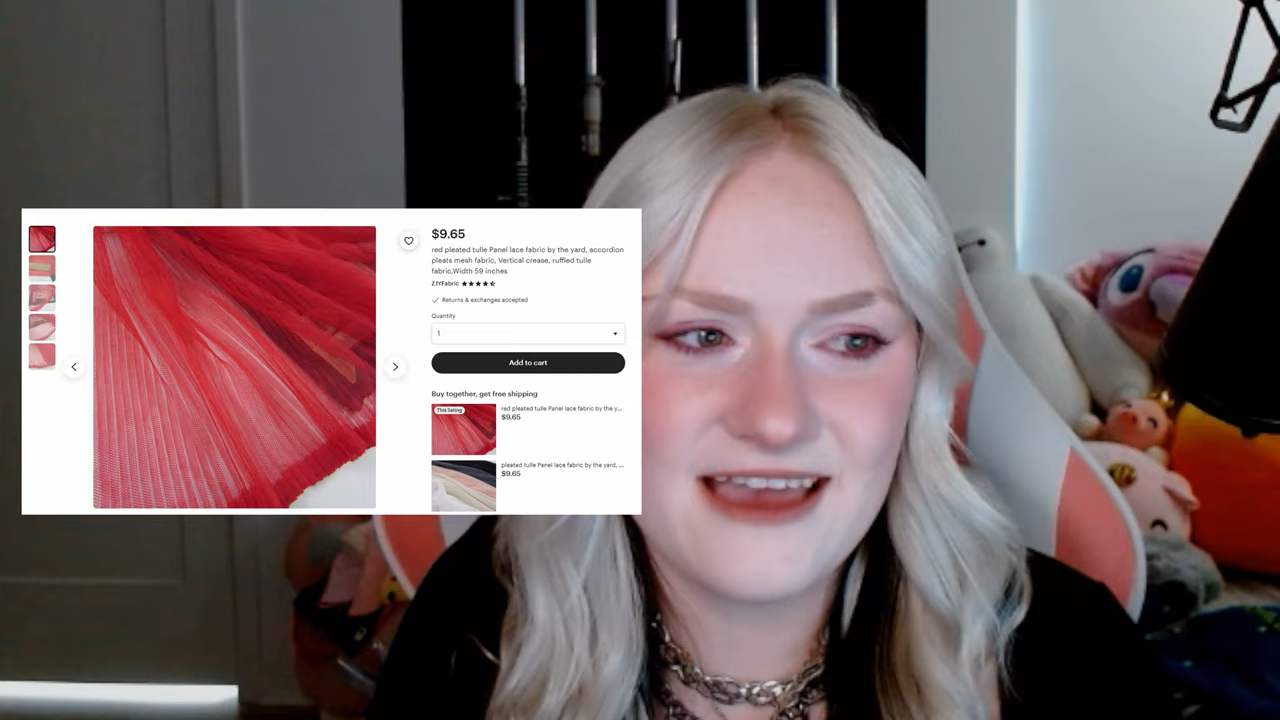 $9.65
red pleated tulle Panel lace fabric by the yard, accordion
pleats mesh fabric, Vertical crease, ruffled tulle
fabric,Width 59 inches
ZJYFabric
Returns & exchanges accepted
Quantity
1
Add to cart
Buy together, get free shipping
This listing
red pleated tulle Panel lace fabric by the y...
$9.65
pleated tulle Panel lace fabric by the yard, ...
$9.65